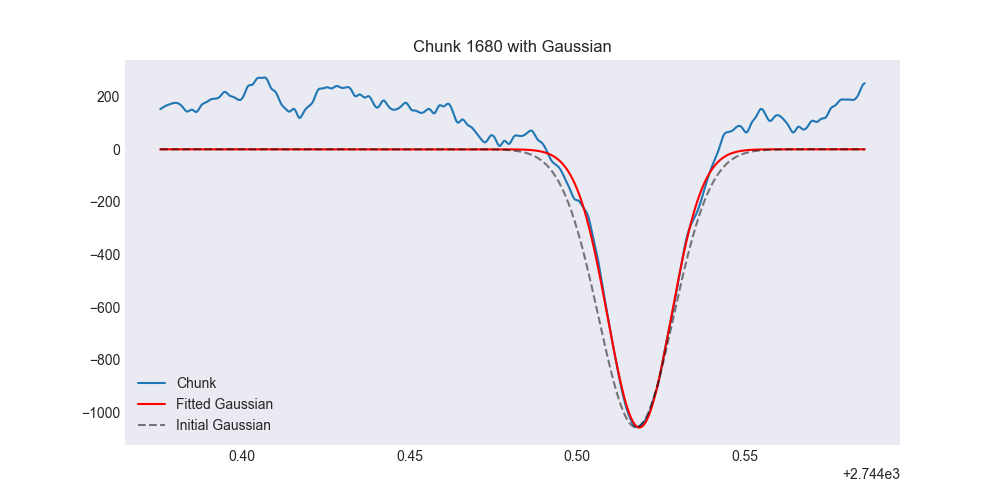 Chunk 1680 with Gaussian
200
0
−200
−400
−600
−800
−1000
Chunk
Fitted Gaussian
Initial Gaussian
0.40 0.45 0.50 0.55
+2.744e3